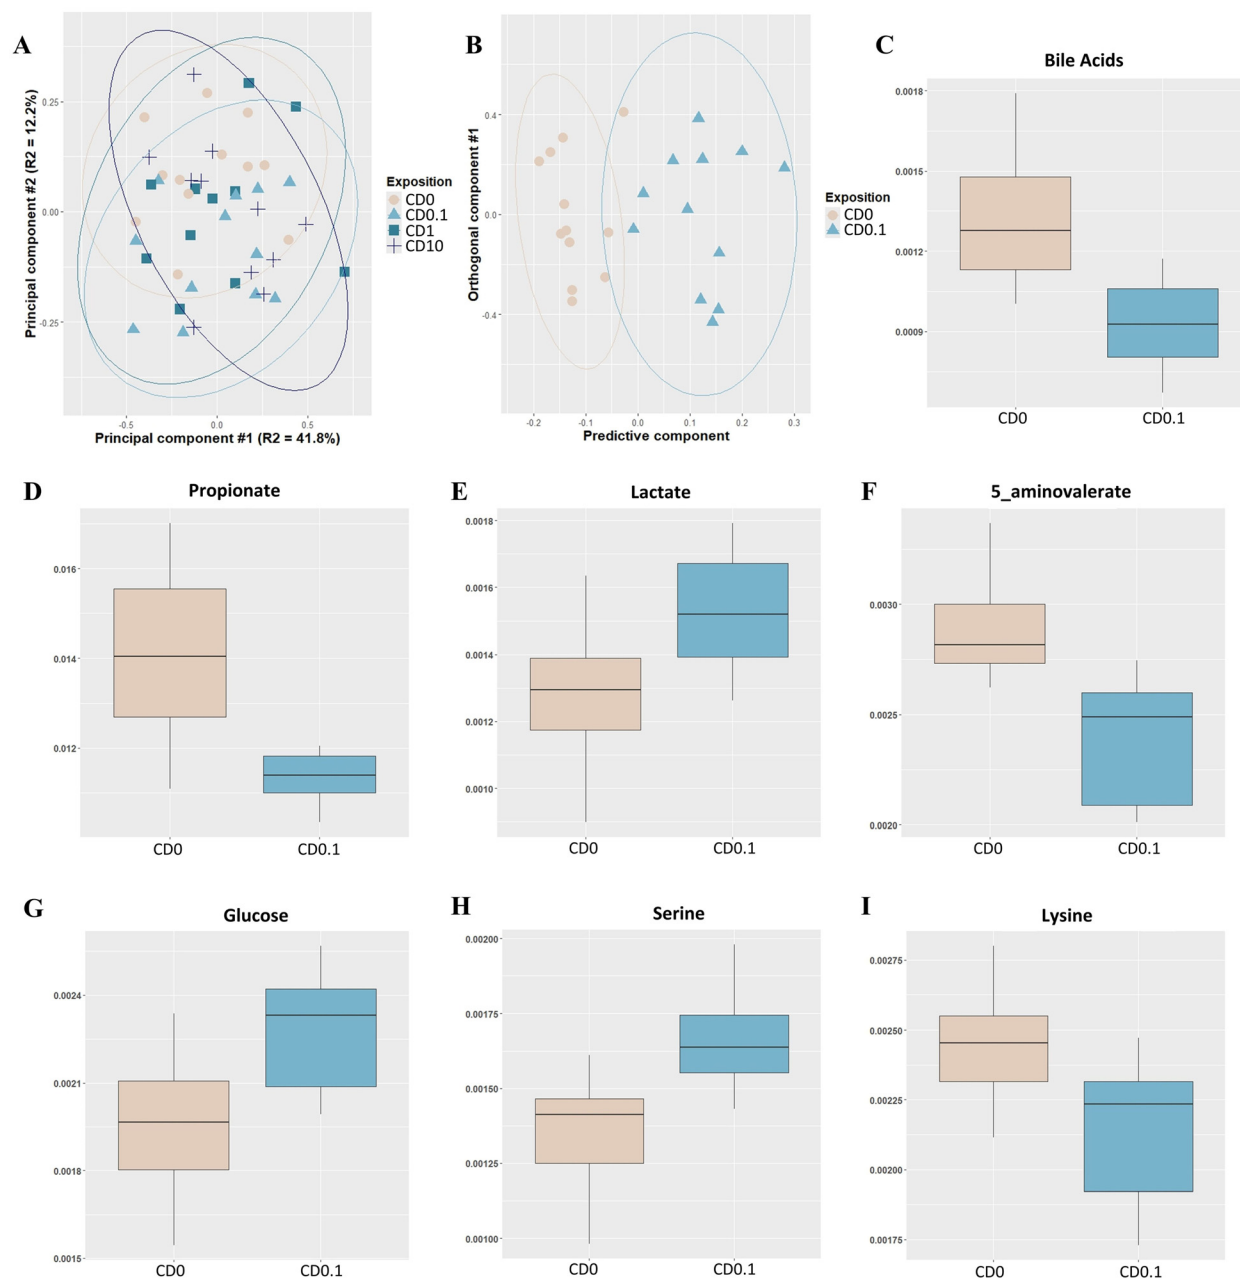 A
Principal component #2 (R2 = 12.2%)
0.25
0.00
-0.25
-0.5
0.0
0.5
Principal component #1 (R2 = 41.8%)
Exposition
CD0
CD0.1
CD1
CD10
B
Orthogonal component #1
0.4
0.0
-0.4
-0.2
-0.1
0.0
0.1
0.2
0.3
Predictive component
Exposition
CD0
CD0.1
C
Bile Acids
0.0018
0.0015
0.0012
0.0009
CD0
CD0.1
D
Propionate
0.016
0.014
0.012
CD0
CD0.1
E
Lactate
0.0018
0.0016
0.0014
0.0012
0.0010
CD0
CD0.1
F
5_aminovalerate
0.0030
0.0025
0.0020
CD0
CD0.1
G
Glucose
0.0024
0.0021
0.0018
0.0015
CD0
CD0.1
H
Serine
0.00200
0.00175
0.00150
0.00125
0.00100
CD0
CD0.1
I
Lysine
0.00275
0.00250
0.00225
0.00200
0.00175
CD0
CD0.1